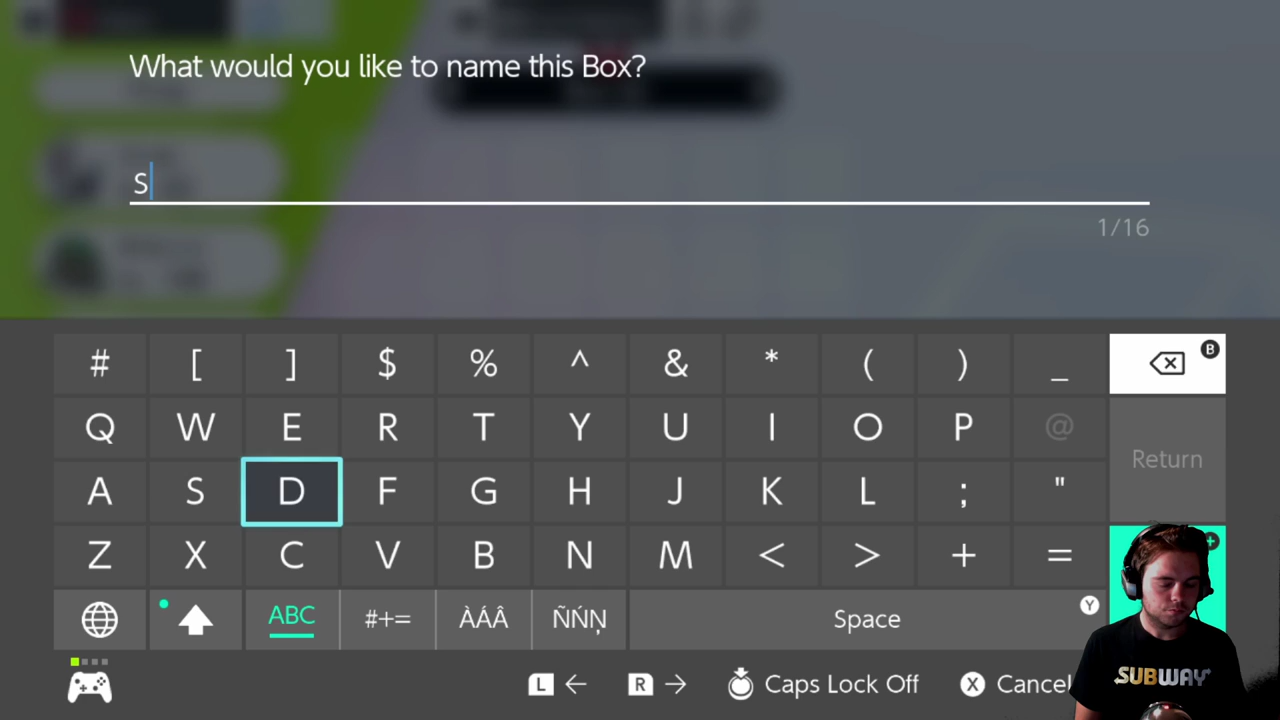 What would you like to name this Box?
S
1/16
# [ ] $ % ^ & * ( ) _ B
Q W E R T Y U I O P @
Return
A S D F G H J K L ; "
Z X C V B N M < > + = +
ABC #+= ÀÁÂ ÑŃŅ Space Y
L ← R → Caps Lock Off X Cancel
SUBWAY